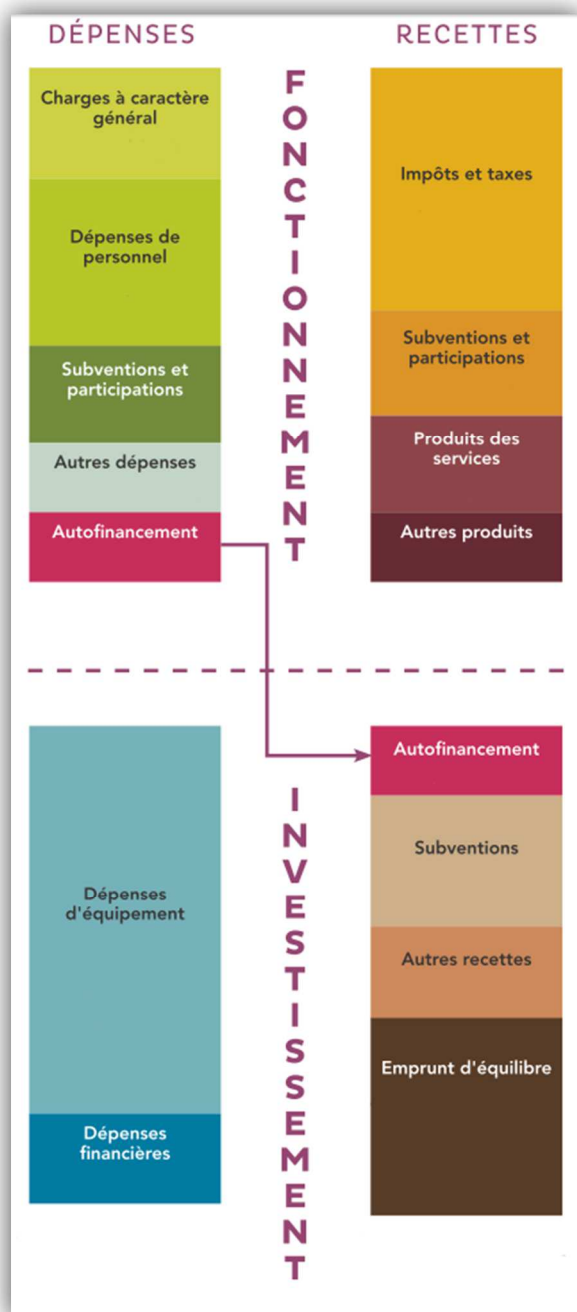 DÉPENSES
RECETTES
FONCTIONNEMENT
Charges à caractère
général
Dépenses de
personnel
Subventions et
participations
Autres dépenses
Autofinancement
Impôts et taxes
Subventions et
participations
Produits des
services
Autres produits
INVESTISSEMENT
Dépenses
d'équipement
Dépenses
financières
Autofinancement
Subventions
Autres recettes
Emprunt d'équilibre